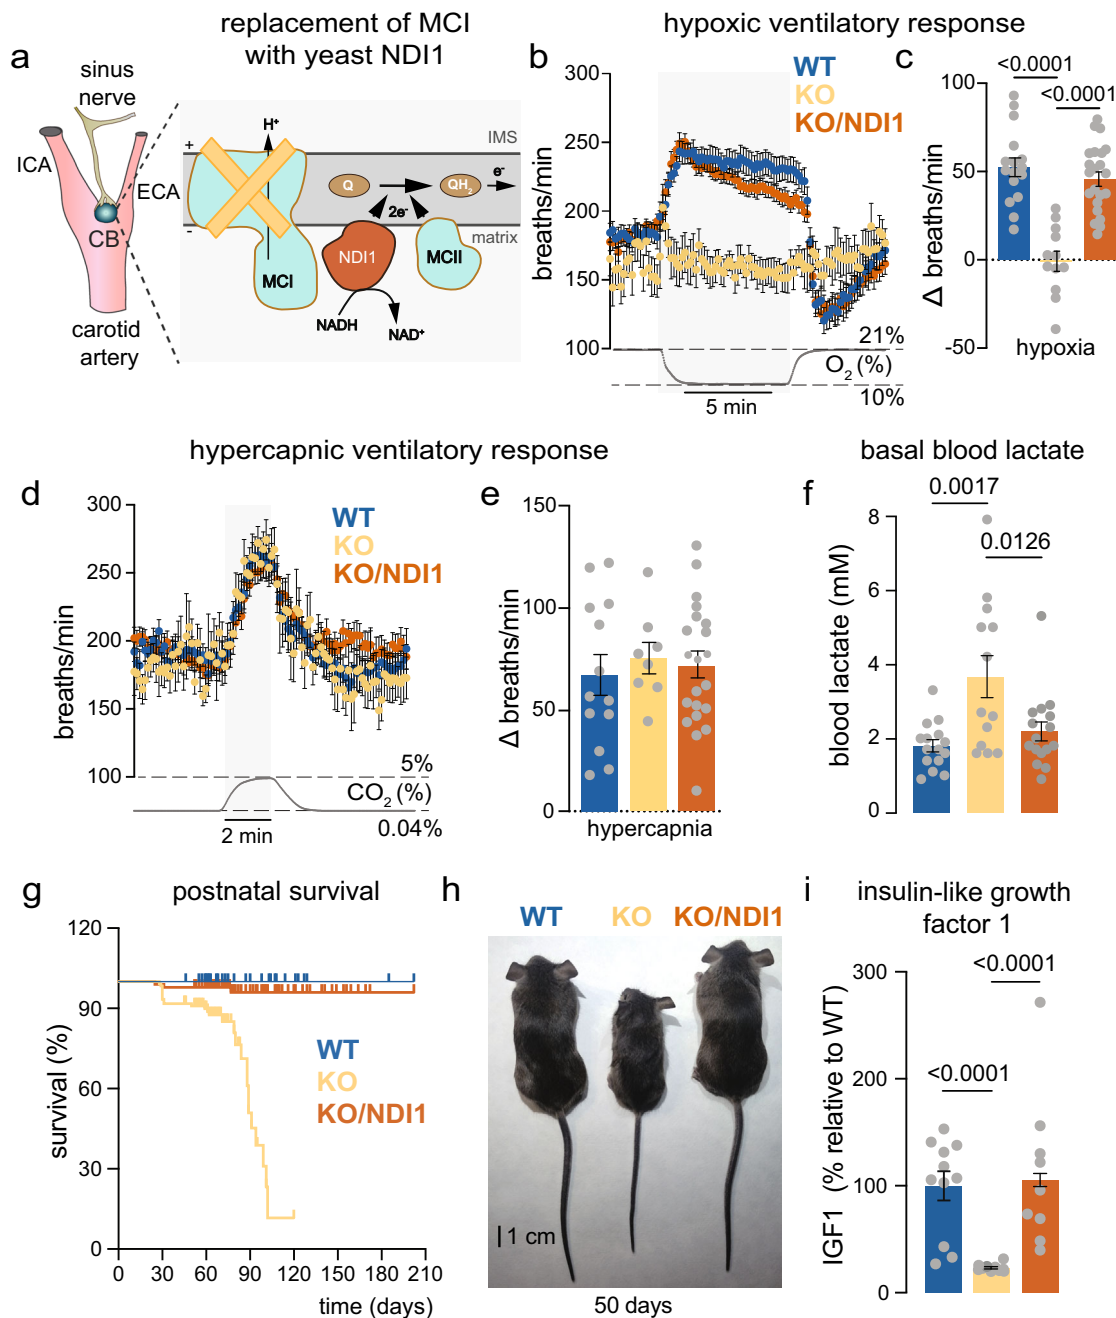 a
replacement of MCI
with yeast NDI1
sinus
nerve
ICA
ECA
CB
carotid
artery
H+
IMS
+
-
Q
QH2
e-
2e-
matrix
NDI1
MCII
MCI
NADH
NAD+
hypoxic ventilatory response
b
WT
KO
KO/NDI1
breaths/min
300
250
200
150
100
21%
O2 (%)
10%
5 min
c
<0.0001
<0.0001
Δ breaths/min
100
50
0
-50
hypoxia
hypercapnic ventilatory response
d
WT
KO
KO/NDI1
breaths/min
300
250
200
150
100
5%
CO2 (%)
0.04%
2 min
e
Δ breaths/min
150
100
50
0
hypercapnia
basal blood lactate
f
0.0017
0.0126
blood lactate (mM)
8
6
4
2
0
g
postnatal survival
survival (%)
120
90
60
30
0
WT
KO
KO/NDI1
0 30 60 90 120 150 180 210
time (days)
h
WT KO KO/NDI1
1 cm
50 days
i
insulin-like growth
factor 1
<0.0001
<0.0001
IGF1 (% relative to WT)
300
200
100
0